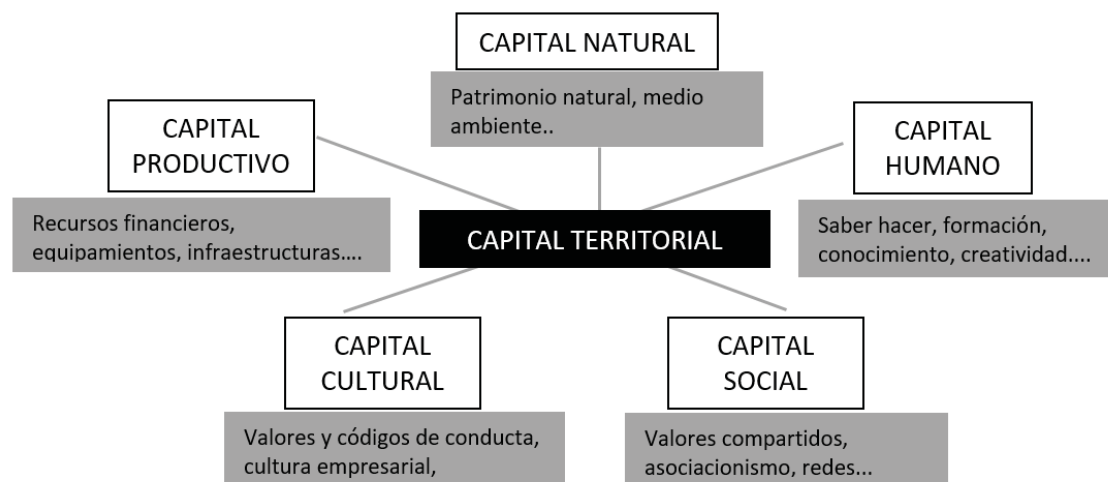 CAPITAL NATURAL
Patrimonio natural, medio
ambiente..
CAPITAL
PRODUCTIVO
Recursos financieros,
equipamientos, infraestructuras....
CAPITAL
HUMANO
Saber hacer, formación,
conocimiento, creatividad....
CAPITAL TERRITORIAL
CAPITAL
CULTURAL
Valores y códigos de conducta,
cultura empresarial,
CAPITAL
SOCIAL
Valores compartidos,
asociacionismo, redes...